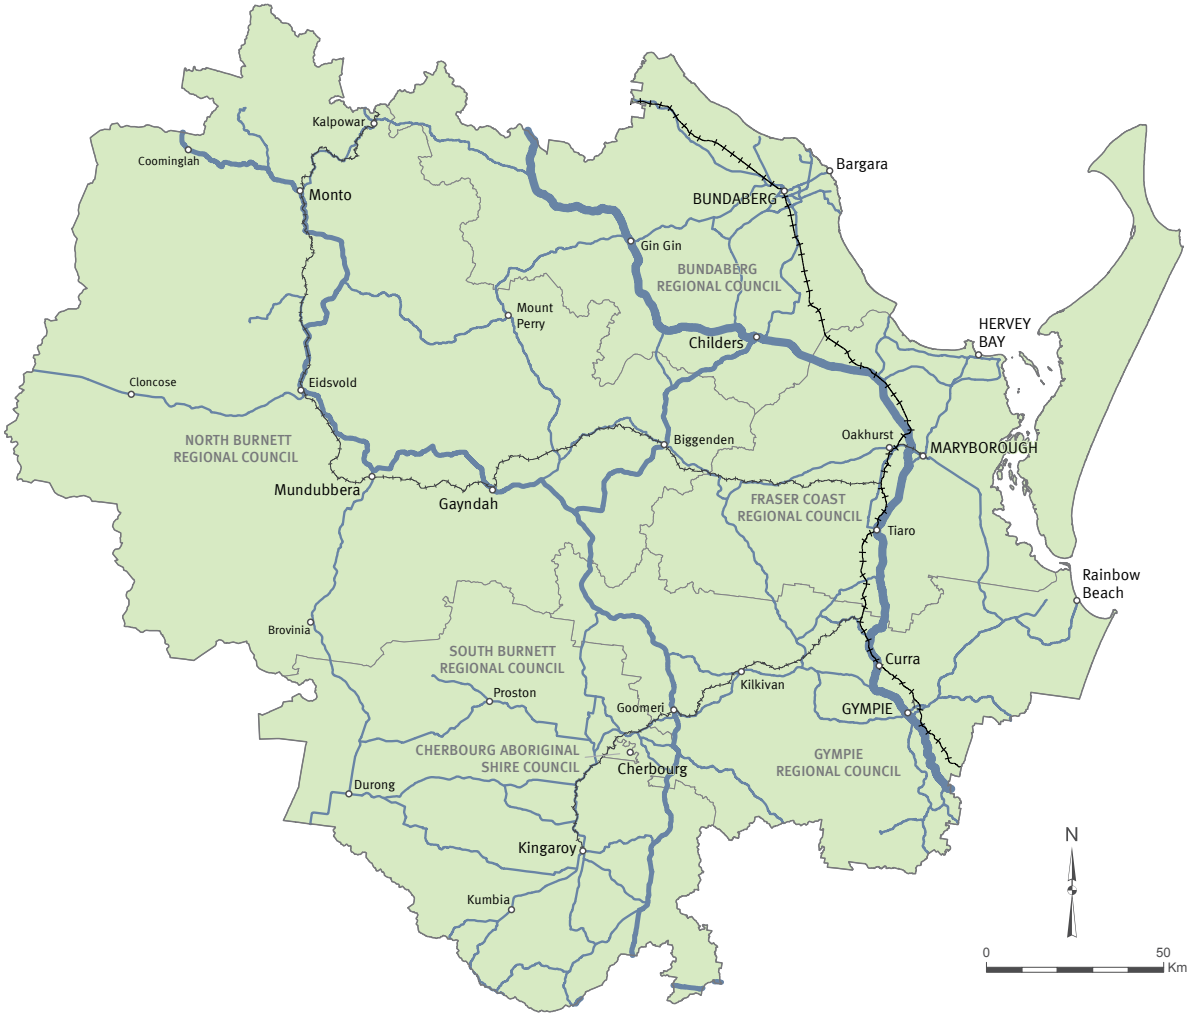 Kalpowar
Coominglah
Bargara
Monto
BUNDABERG
Gin Gin
BUNDABERG
REGIONAL COUNCIL
Mount
Perry
HERVEY
BAY
Childers
Cloncose
Eidsvold
NORTH BURNETT
REGIONAL COUNCIL
Biggenden
Oakhurst
MARYBOROUGH
Mundubbera
Gayndah
FRASER COAST
REGIONAL COUNCIL
Tiaro
Rainbow
Beach
Brovinia
SOUTH BURNETT
REGIONAL COUNCIL
Curra
Kilkivan
Proston
Goomeri
GYMPIE
CHERBOURG ABORIGINAL
SHIRE COUNCIL
Cherbourg
GYMPIE
REGIONAL COUNCIL
Durong
Kingaroy
Kumbia
N
0
50
Km